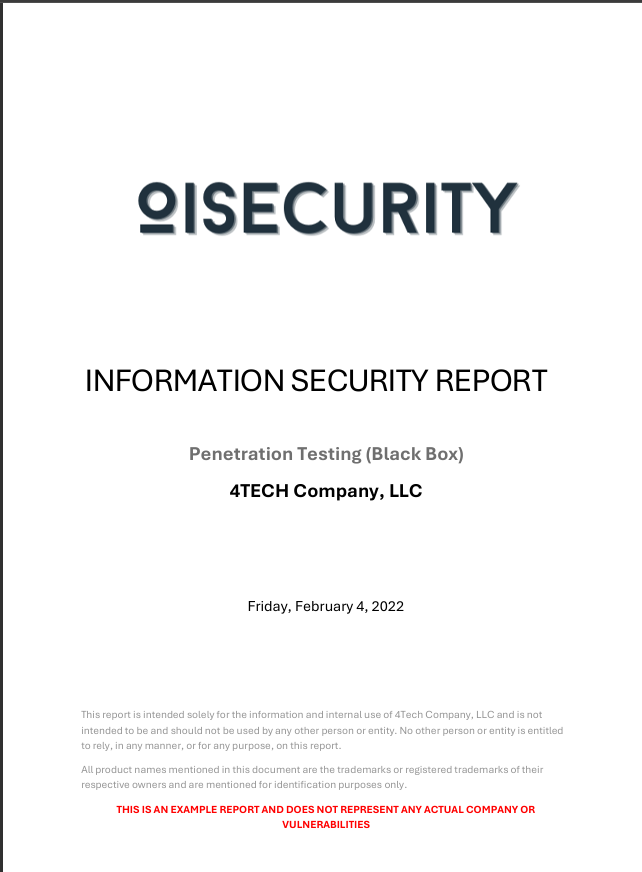 01SECURITY
INFORMATION SECURITY REPORT
Penetration Testing (Black Box)
4TECH Company, LLC
Friday, February 4, 2022
This report is intended solely for the information and internal use of 4Tech Company, LLC and is not
intended to be and should not be used by any other person or entity. No other person or entity is entitled
to rely, in any manner, or for any purpose, on this report.
All product names mentioned in this document are the trademarks or registered trademarks of their
respective owners and are mentioned for identification purposes only.
THIS IS AN EXAMPLE REPORT AND DOES NOT REPRESENT ANY ACTUAL COMPANY OR
VULNERABILITIES